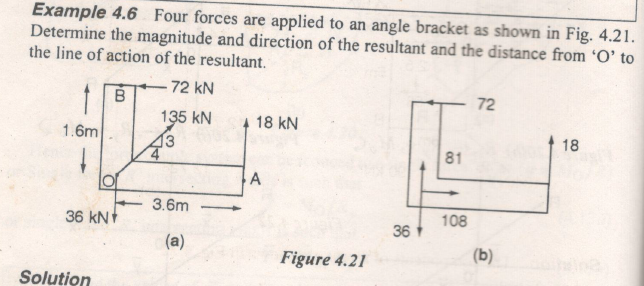 Example 4.6 Four forces are applied to an angle bracket as shown in Fig. 4.21.
Determine the magnitude and direction of the resultant and the distance from ‘O’ to
the line of action of the resultant.
72 kN
B
135 kN
18 kN
1.6m
3
4
O
A
3.6m
36 kN
(a)
72
81
18
108
36
(b)
Figure 4.21
Solution